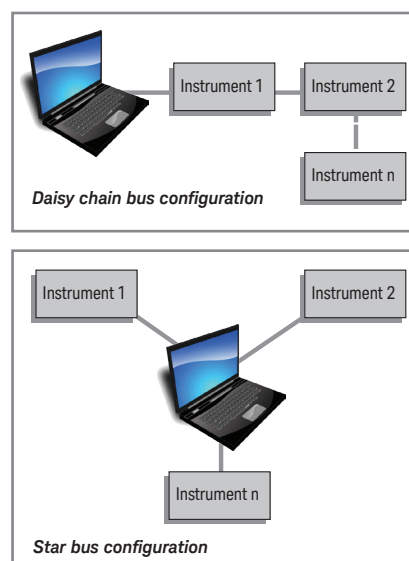 Instrument 1
Instrument 2
Instrument n
Daisy chain bus configuration
Instrument 1
Instrument 2
Instrument n
Star bus configuration